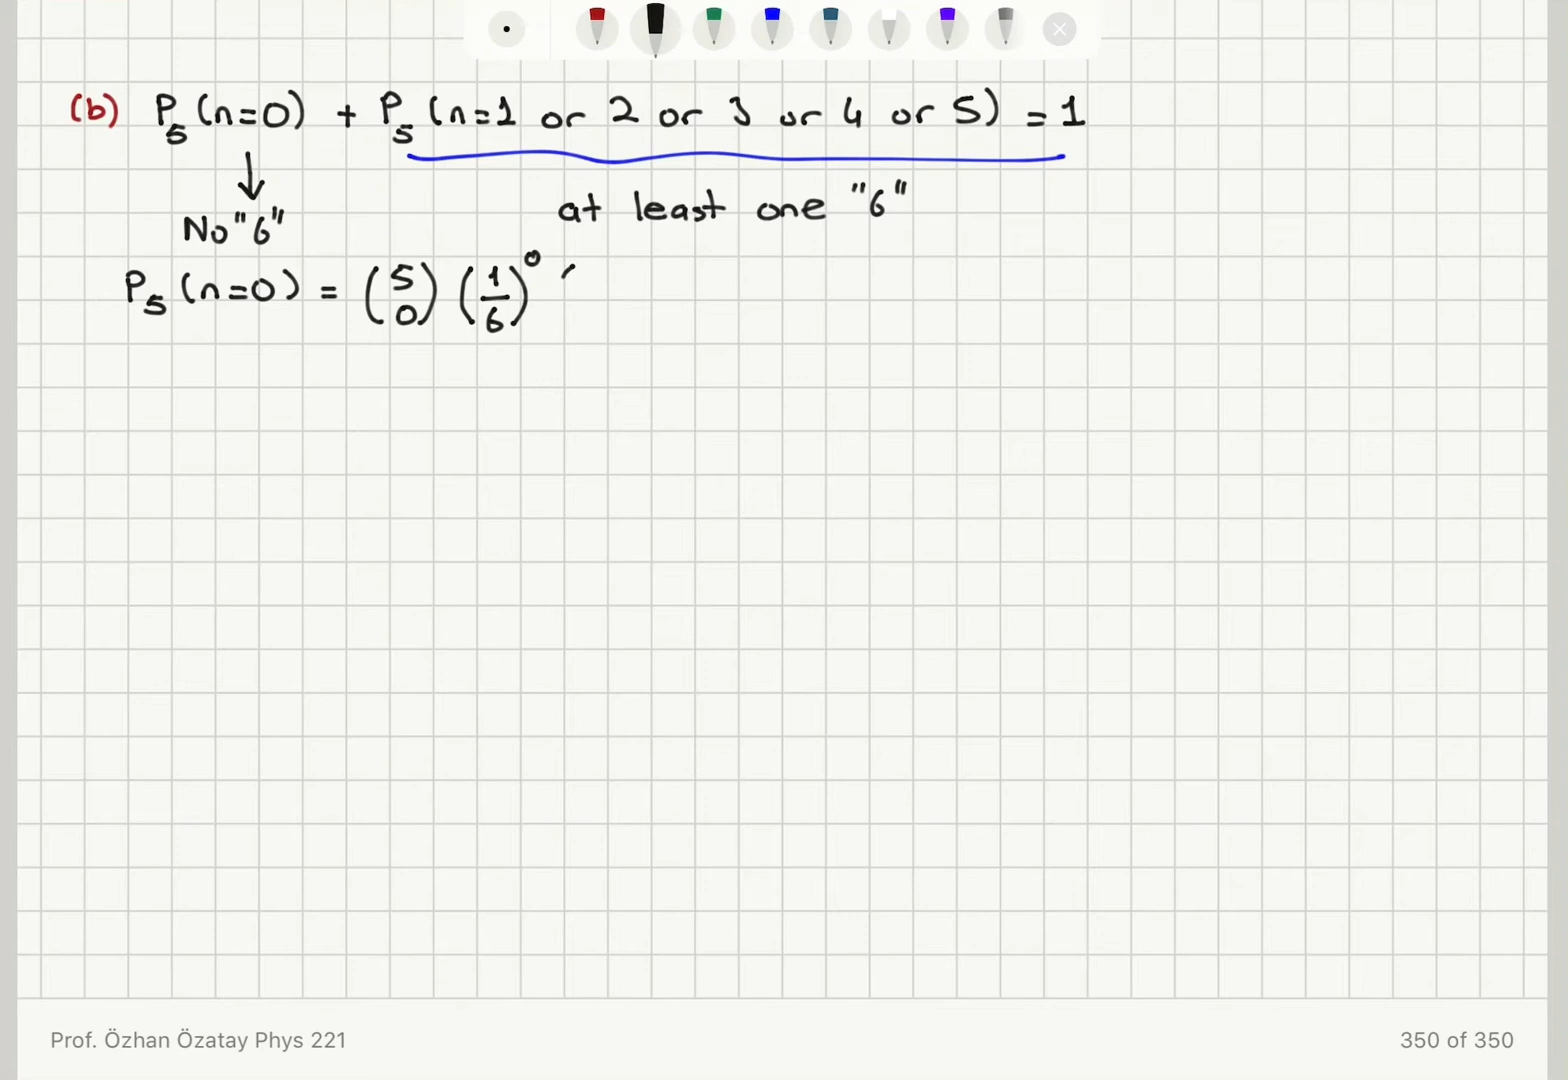 (b) P₅(n=0) + P₅(n=1 or 2 or 3 or 4 or 5) = 1
↓
at least one "6"
No "6"
P₅(n=0) = (5 0) (1/6)⁰
Prof. Özhan Özatay Phys 221
350 of 350